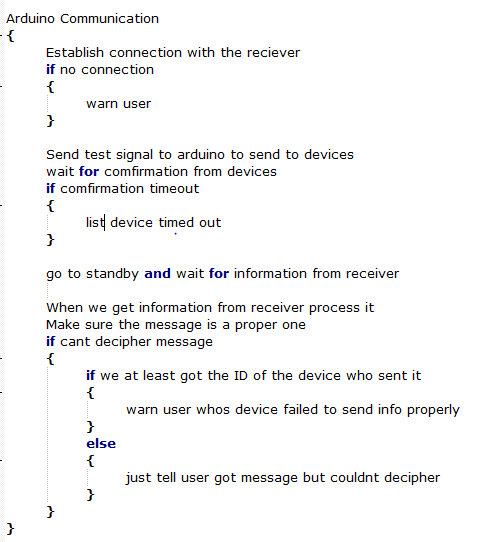 Arduino Communication
{
Establish connection with the reciever
if no connection
{
warn user
}
Send test signal to arduino to send to devices
wait for comfirmation from devices
if comfirmation timeout
{
list device timed out
}
go to standby and wait for information from receiver
When we get information from receiver process it
Make sure the message is a proper one
if cant decipher message
{
if we at least got the ID of the device who sent it
{
warn user whos device failed to send info properly
}
else
{
just tell user got message but couldnt decipher
}
}
}